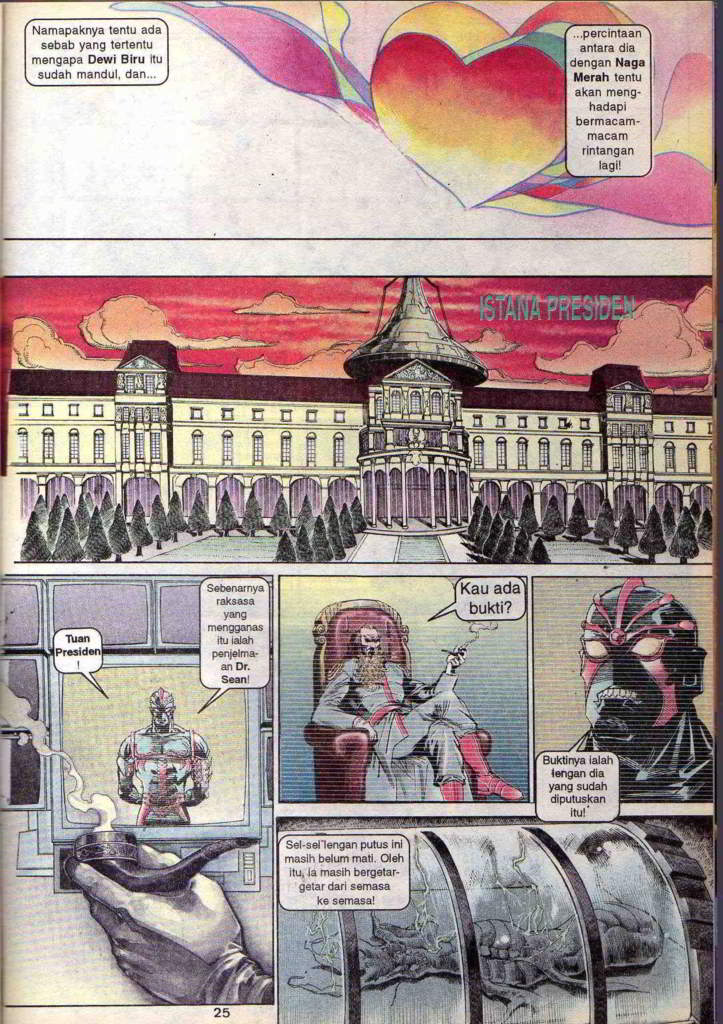 Namapaknya tentu ada
sebab yang tertentu
mengapa Dewi Biru itu
sudah mandul, dan...
...percintaan
antara dia
dengan Naga
Merah tentu
akan meng-
hadapi
bermacam-
macam
rintangan
lagi!
ISTANA PRESIDEN
Tuan
Presiden
!
Sebenarnya
raksasa
yang
mengganas
itu ialah
penjelma-
an Dr.
Sean!
Kau ada
bukti?
Buktinya ialah
lengan dia
yang sudah
diputuskan
itu!
Sel-sel lengan putus ini
masih belum mati. Oleh
itu, ia masih bergetar-
getar dari semasa
ke semasa!
25